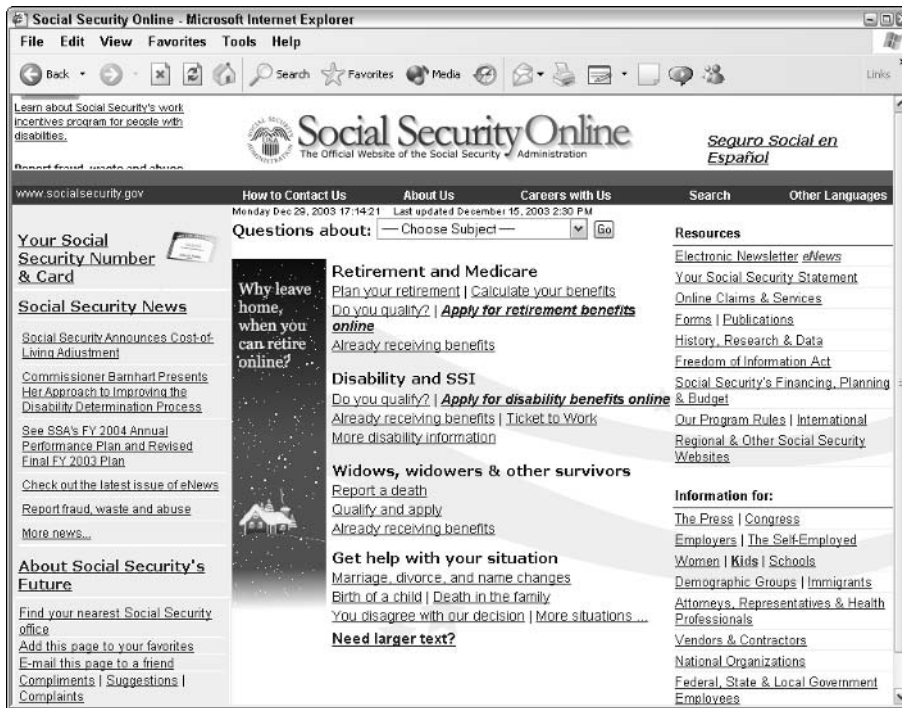 Social Security Online - Microsoft Internet Explorer
File Edit View Favorites Tools Help
Back Search Favorites Media Links
Learn about Social Security's work
incentives program for people with
disabilities.
Report fraud, waste and abuse
Social Security Online
The Official Website of the Social Security Administration
Seguro Social en
Español
www.socialsecurity.gov How to Contact Us About Us Careers with Us Search Other Languages
Monday Dec 29, 2003 17:14:21 Last updated December 15, 2003 2:30 PM
Questions about: — Choose Subject — Go
Your Social
Security Number
& Card
Social Security News
Social Security Announces Cost-of-
Living Adjustment
Commissioner Barnhart Presents
Her Approach to Improving the
Disability Determination Process
See SSA's FY 2004 Annual
Performance Plan and Revised
Final FY 2003 Plan
Check out the latest issue of eNews
Report fraud, waste and abuse
More news...
About Social Security's
Future
Find your nearest Social Security
office
Add this page to your favorites
E-mail this page to a friend
Compliments | Suggestions |
Complaints
Why leave
home,
when you
can retire
online?
Retirement and Medicare
Plan your retirement | Calculate your benefits
Do you qualify? | Apply for retirement benefits
online
Already receiving benefits
Disability and SSI
Do you qualify? | Apply for disability benefits online
Already receiving benefits | Ticket to Work
More disability information
Widows, widowers & other survivors
Report a death
Qualify and apply
Already receiving benefits
Get help with your situation
Marriage, divorce, and name changes
Birth of a child | Death in the family
You disagree with our decision | More situations ...
Need larger text?
Resources
Electronic Newsletter eNews
Your Social Security Statement
Online Claims & Services
Forms | Publications
History, Research & Data
Freedom of Information Act
Social Security's Financing, Planning
& Budget
Our Program Rules | International
Regional & Other Social Security
Websites
Information for:
The Press | Congress
Employers | The Self-Employed
Women | Kids | Schools
Demographic Groups | Immigrants
Attorneys, Representatives & Health
Professionals
Vendors & Contractors
National Organizations
Federal, State & Local Government
Employees